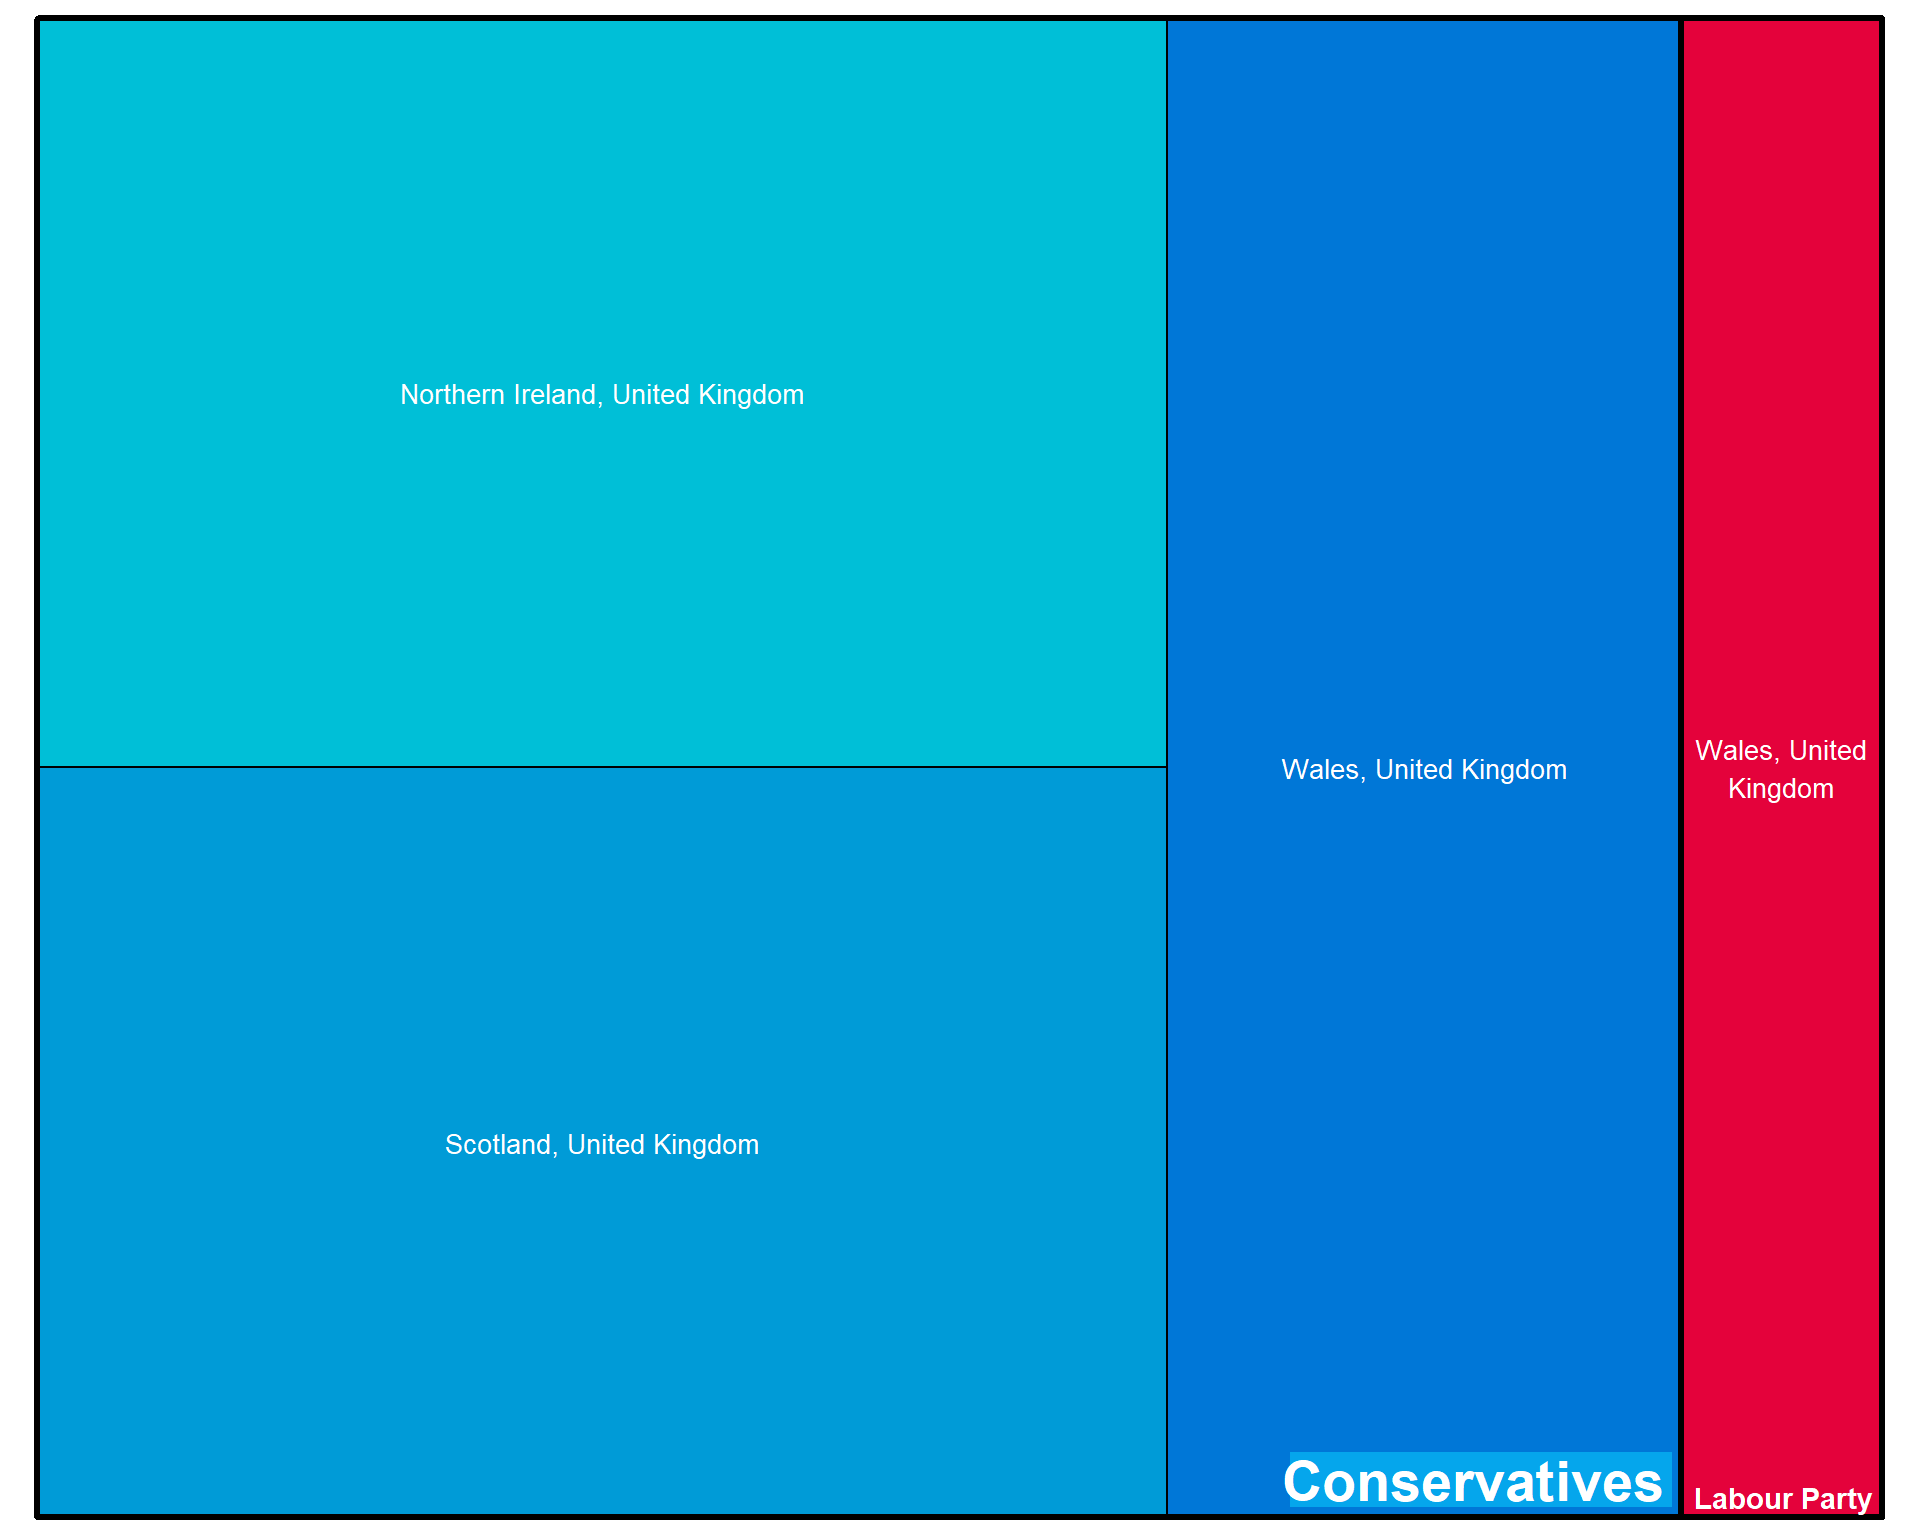 Northern Ireland, United Kingdom
Scotland, United Kingdom
Wales, United Kingdom
Conservatives
Wales, United
Kingdom
Labour Party